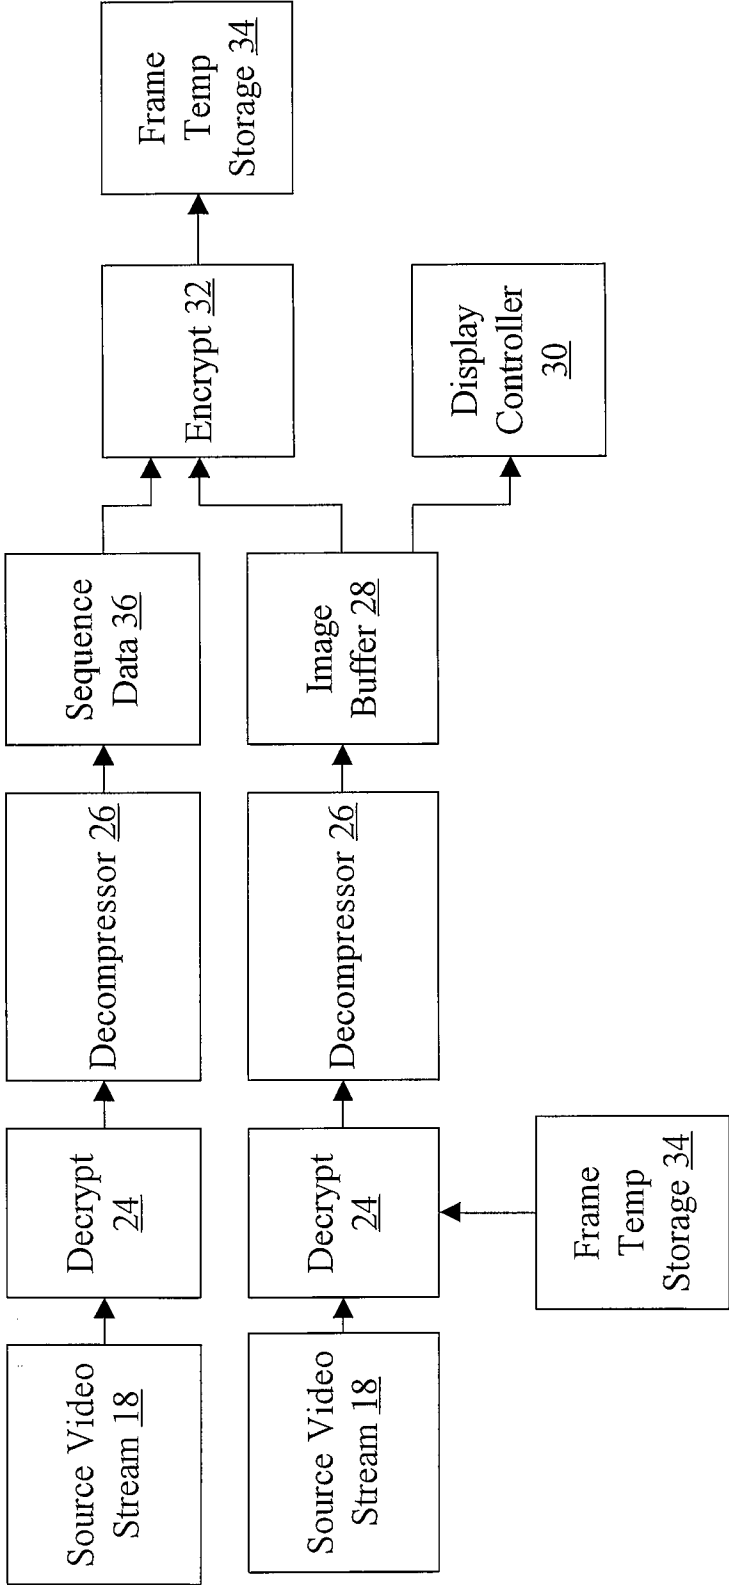 Source Video
Stream 18
Decrypt
24
Decompressor 26
Sequence
Data 36
Encrypt 32
Frame
Temp
Storage 34
Source Video
Stream 18
Decrypt
24
Decompressor 26
Image
Buffer 28
Display
Controller
30
Frame
Temp
Storage 34